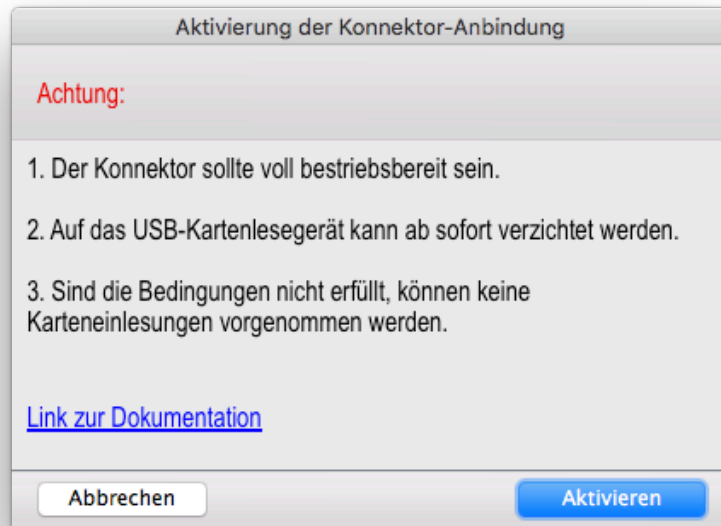 Aktivierung der Konnektor-Anbindung
Achtung:
1. Der Konnektor sollte voll bestriebsbereit sein.
2. Auf das USB-Kartenlesegerät kann ab sofort verzichtet werden.
3. Sind die Bedingungen nicht erfüllt, können keine
Karteneinlesungen vorgenommen werden.
Link zur Dokumentation
Abbrechen
Aktivieren